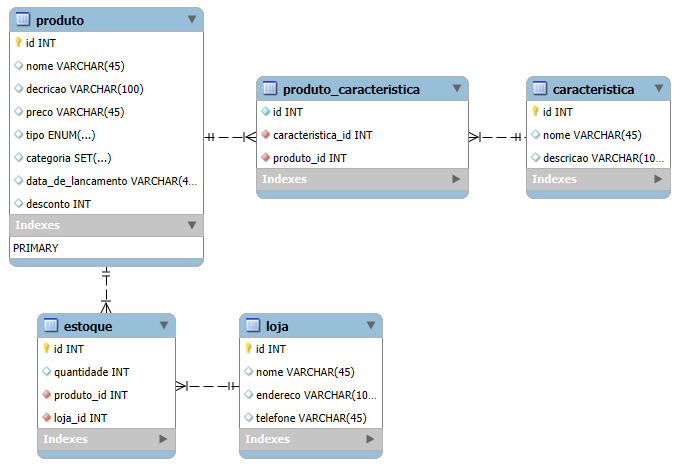 produto
id INT
nome VARCHAR(45)
decricao VARCHAR(100)
preco VARCHAR(45)
tipo ENUM(...)
categoria SET(...)
data_de_lancamento VARCHAR(4...
desconto INT
Indexes
PRIMARY
produto_caracteristica
id INT
caracteristica_id INT
produto_id INT
Indexes
caracteristica
id INT
nome VARCHAR(45)
descricao VARCHAR(10...
Indexes
estoque
id INT
quantidade INT
produto_id INT
loja_id INT
Indexes
loja
id INT
nome VARCHAR(45)
endereco VARCHAR(10...
telefone VARCHAR(45)
Indexes